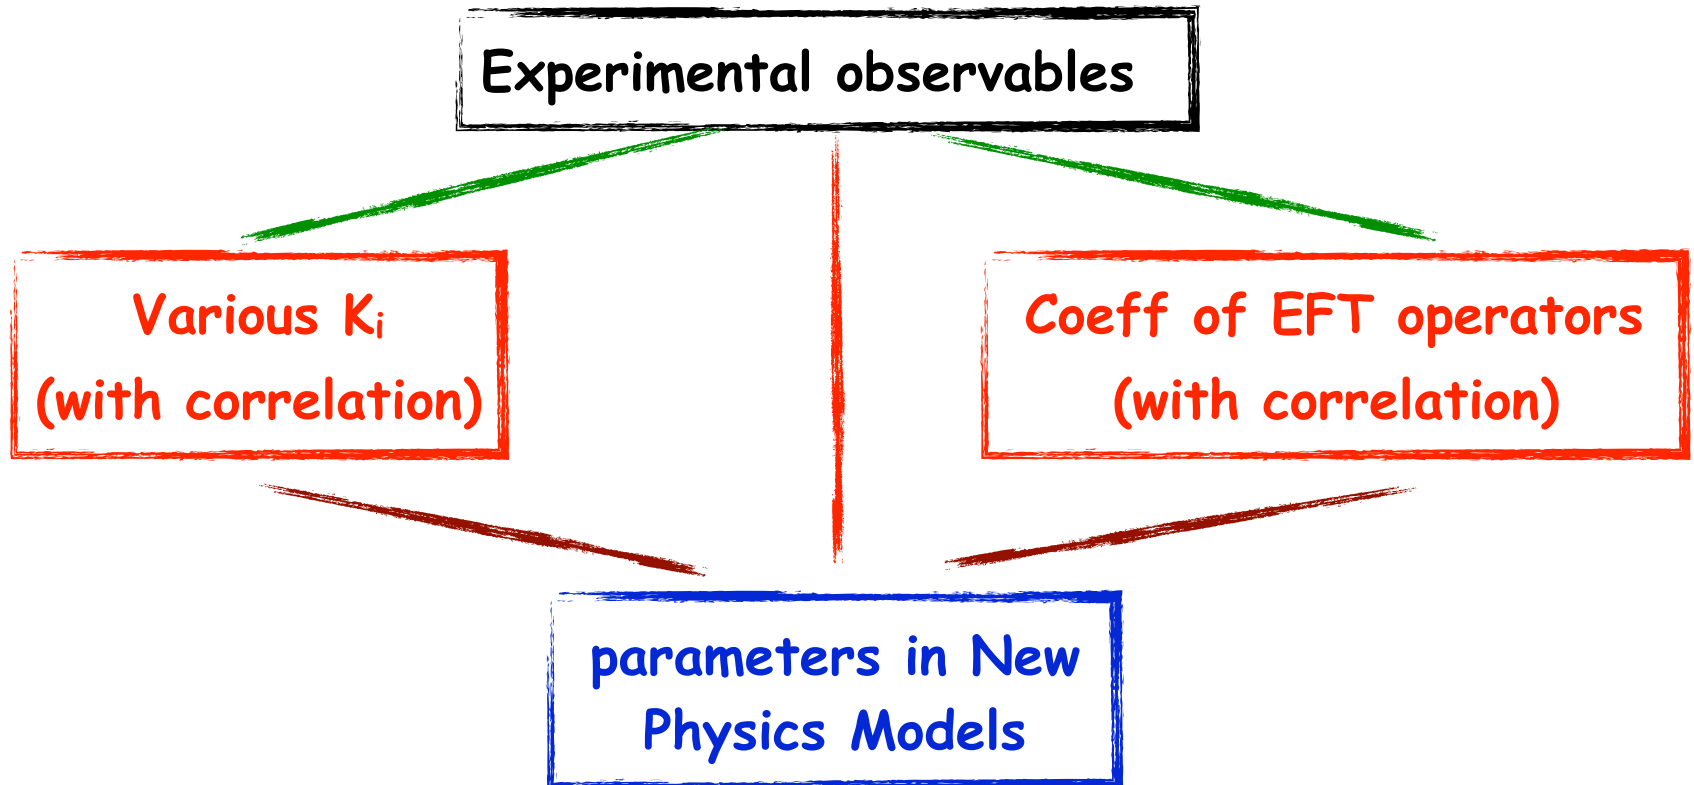 Experimental observables
Various Kᵢ
(with correlation)
Coeff of EFT operators
(with correlation)
parameters in New
Physics Models